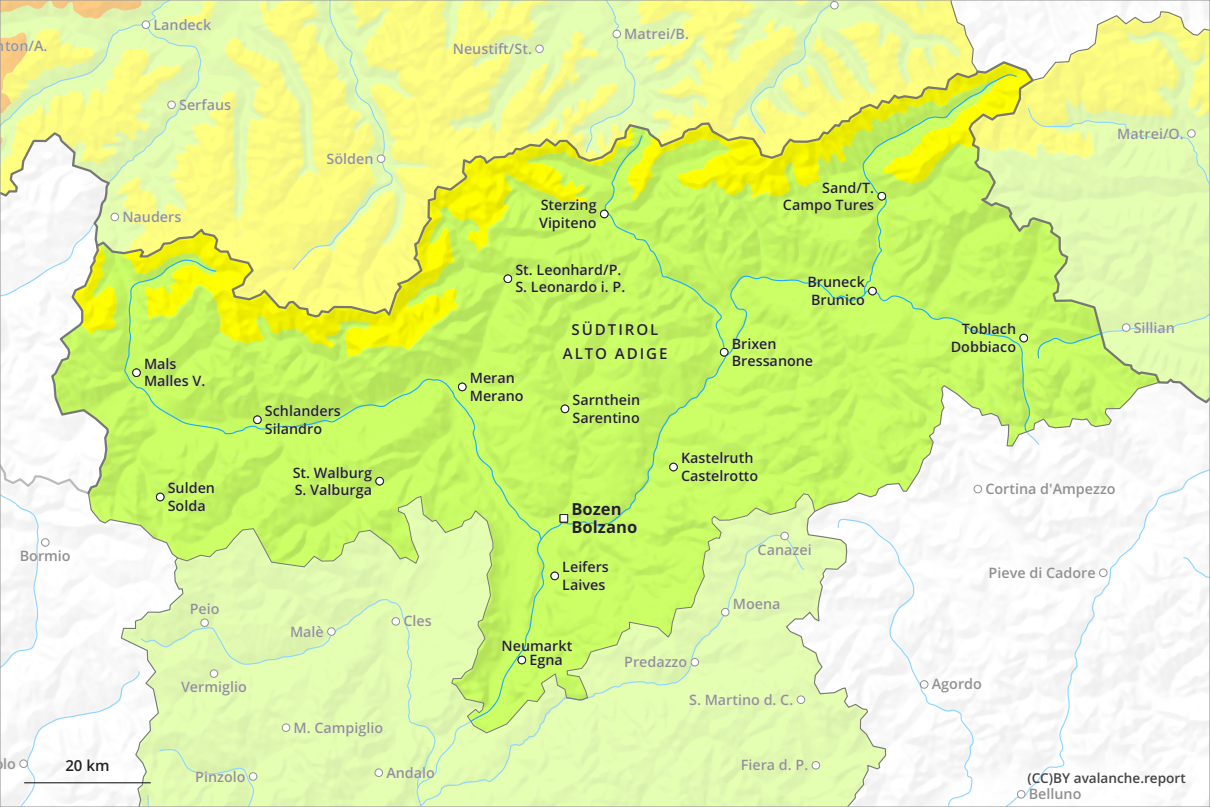 Landeck
Neustift/St.
Matrei/B.
nton/A.
Serfaus
Matrei/O.
Sölden
Sand/T.
Campo Tures
Nauders
Sterzing
Vipiteno
St. Leonhard/P.
S. Leonardo i. P.
Bruneck
Brunico
SÜDTIROL
ALTO ADIGE
Toblach
Dobbiaco
Sillian
Brixen
Bressanone
Mals
Malles V.
Meran
Merano
Sarnthein
Sarentino
Schlanders
Silandro
Kastelruth
Castelrotto
St. Walburg
S. Valburga
Sulden
Solda
Cortina d'Ampezzo
Bozen
Bolzano
Bormio
Canazei
Leifers
Laives
Pieve di Cadore
Peio
Moena
Cles
Malè
Neumarkt
Egna
Predazzo
Vermiglio
Agordo
S. Martino d. C.
M. Campiglio
lo
20 km
Pinzolo
Andalo
Fiera d. P.
(CC)BY avalanche.report
Belluno